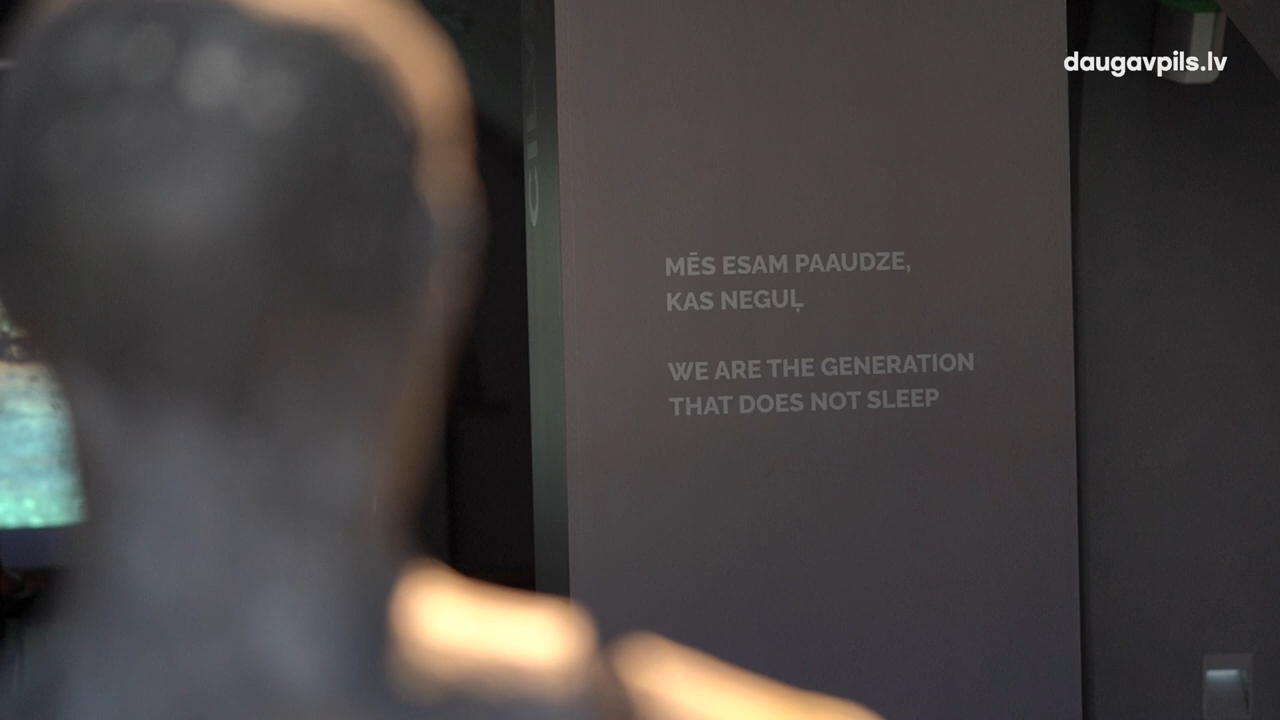 daugavpils.lv
MĒS ESAM PAAUDZE,
KAS NEGUĻ
WE ARE THE GENERATION
THAT DOES NOT SLEEP